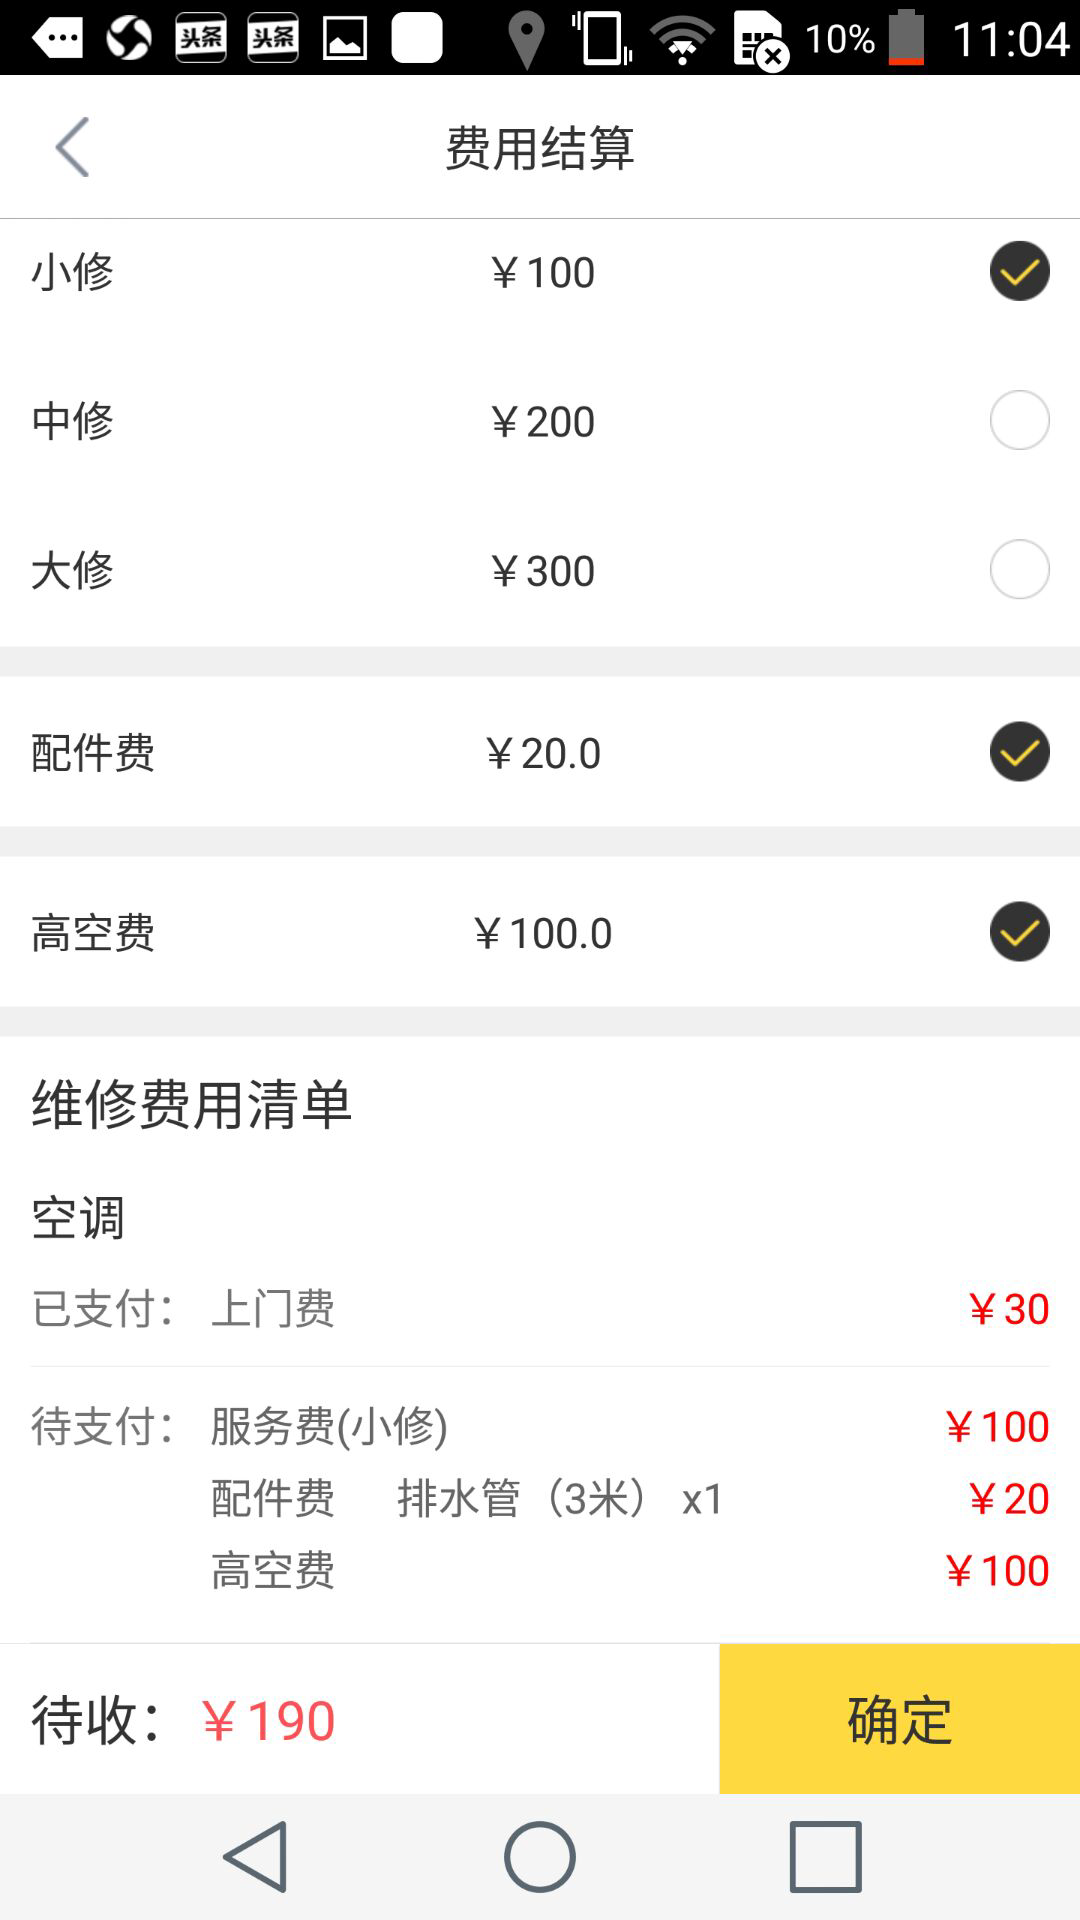 头条 头条 10% 11:04
费用结算
小修 ￥100
中修 ￥200
大修 ￥300
配件费 ￥20.0
高空费 ￥100.0
维修费用清单
空调
已支付： 上门费 ￥30
待支付： 服务费(小修) ￥100
配件费 排水管（3米） x1 ￥20
高空费 ￥100
待收：￥190 确定